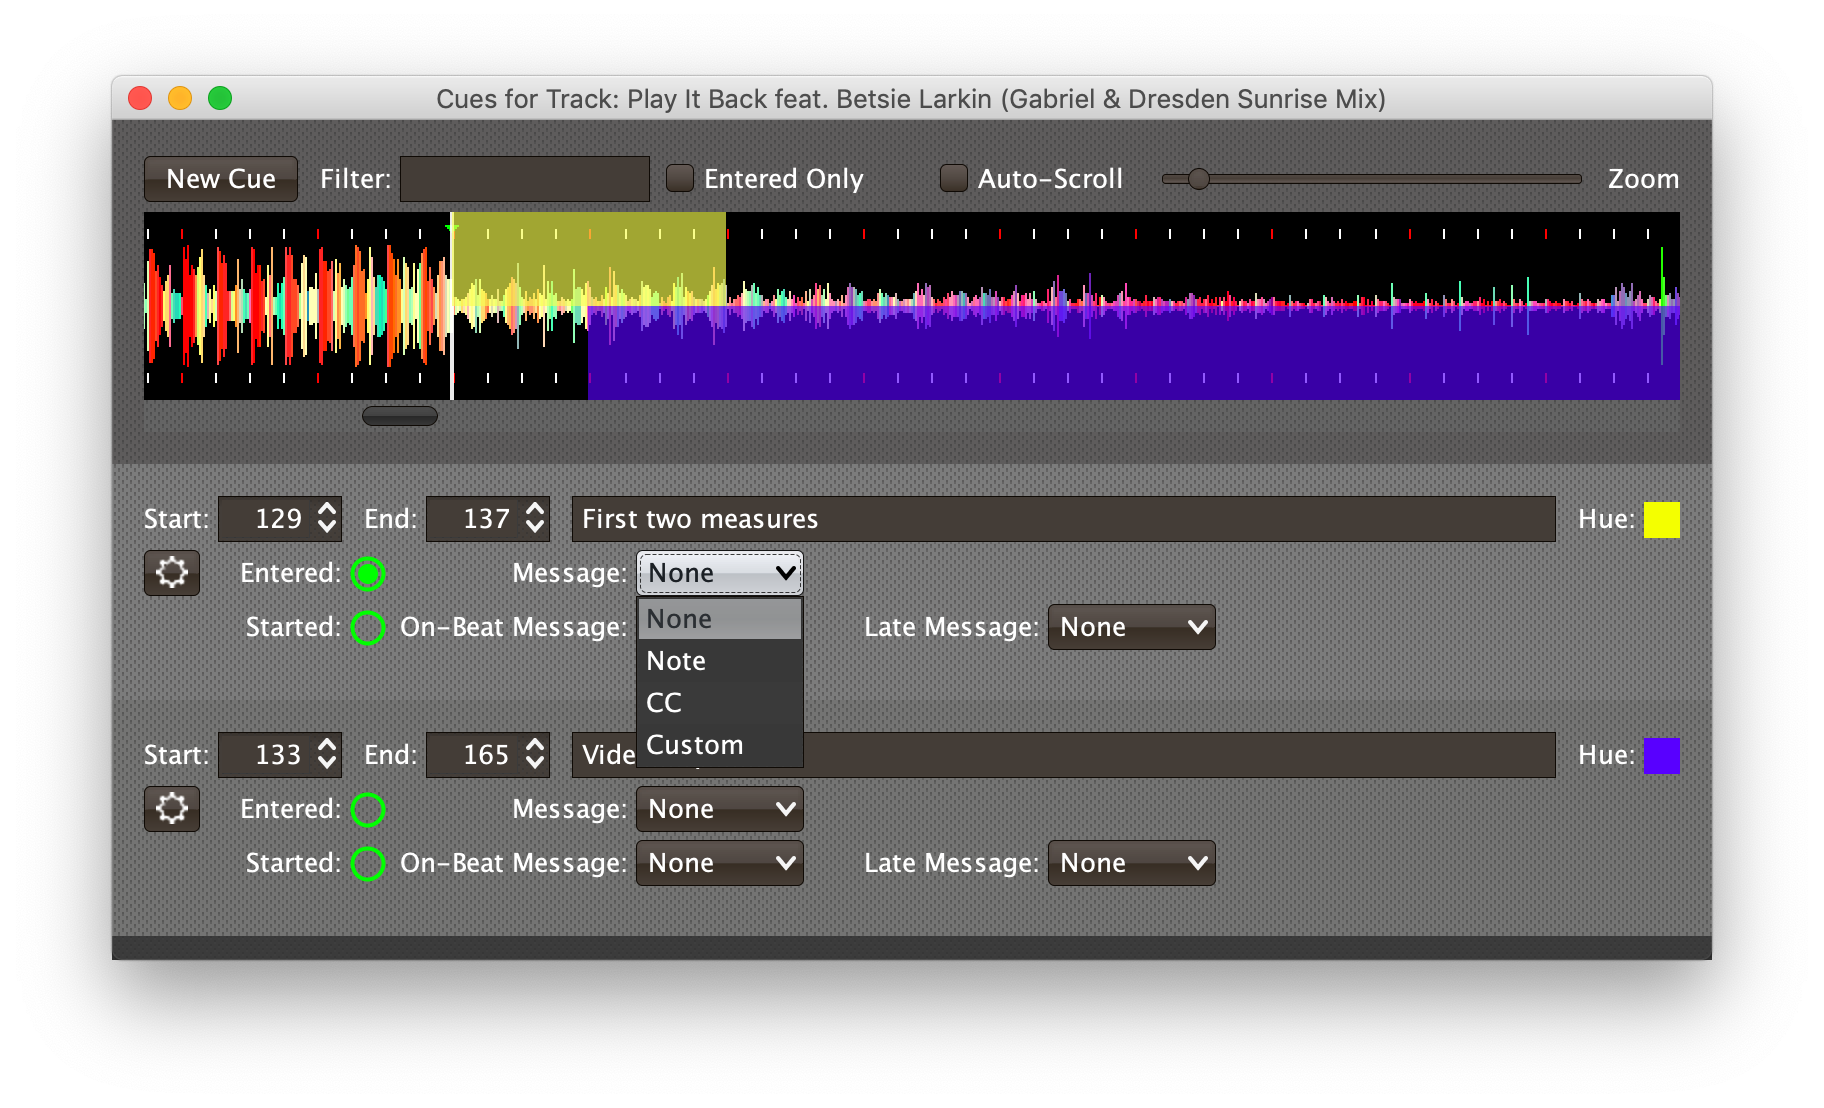 Cues for Track: Play It Back feat. Betsie Larkin (Gabriel & Dresden Sunrise Mix)
New Cue Filter: Entered Only Auto-Scroll Zoom
Start: 129 End: 137 First two measures Hue:
Entered: Message: None
Started: On-Beat Message: Late Message: None
None
Note
CC
Custom
Start: 133 End: 165 Vide Hue:
Entered: Message: None
Started: On-Beat Message: None Late Message: None